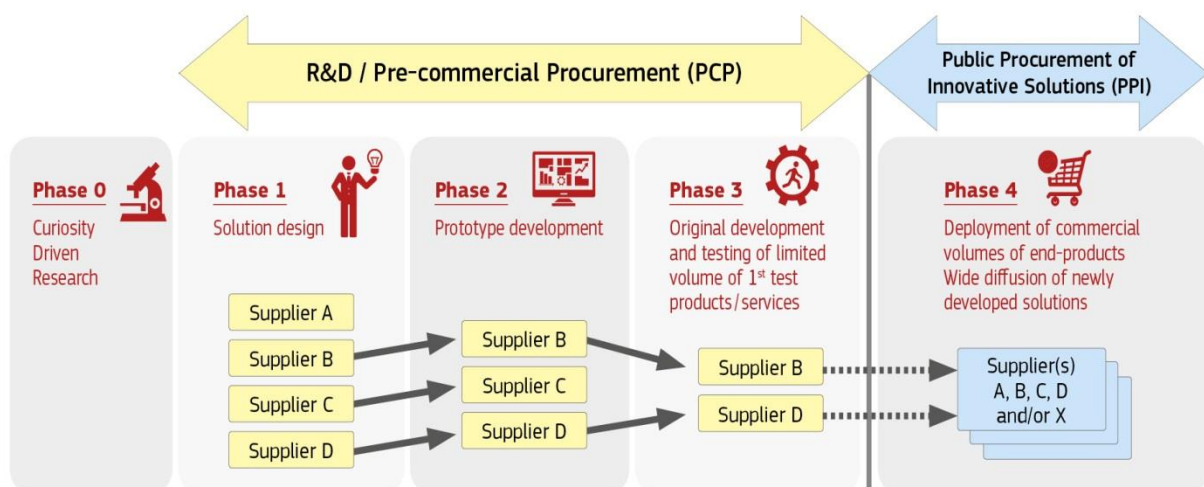 R&D / Pre-commercial Procurement (PCP)
Public Procurement of
Innovative Solutions (PPI)
Phase 0
Curiosity
Driven
Research
Phase 1
Solution design
Supplier A
Supplier B
Supplier C
Supplier D
Phase 2
Prototype development
Supplier B
Supplier C
Supplier D
Phase 3
Original development
and testing of limited
volume of 1st test
products/services
Supplier B
Supplier D
Phase 4
Deployment of commercial
volumes of end-products
Wide diffusion of newly
developed solutions
Supplier(s)
A, B, C, D
and/or X